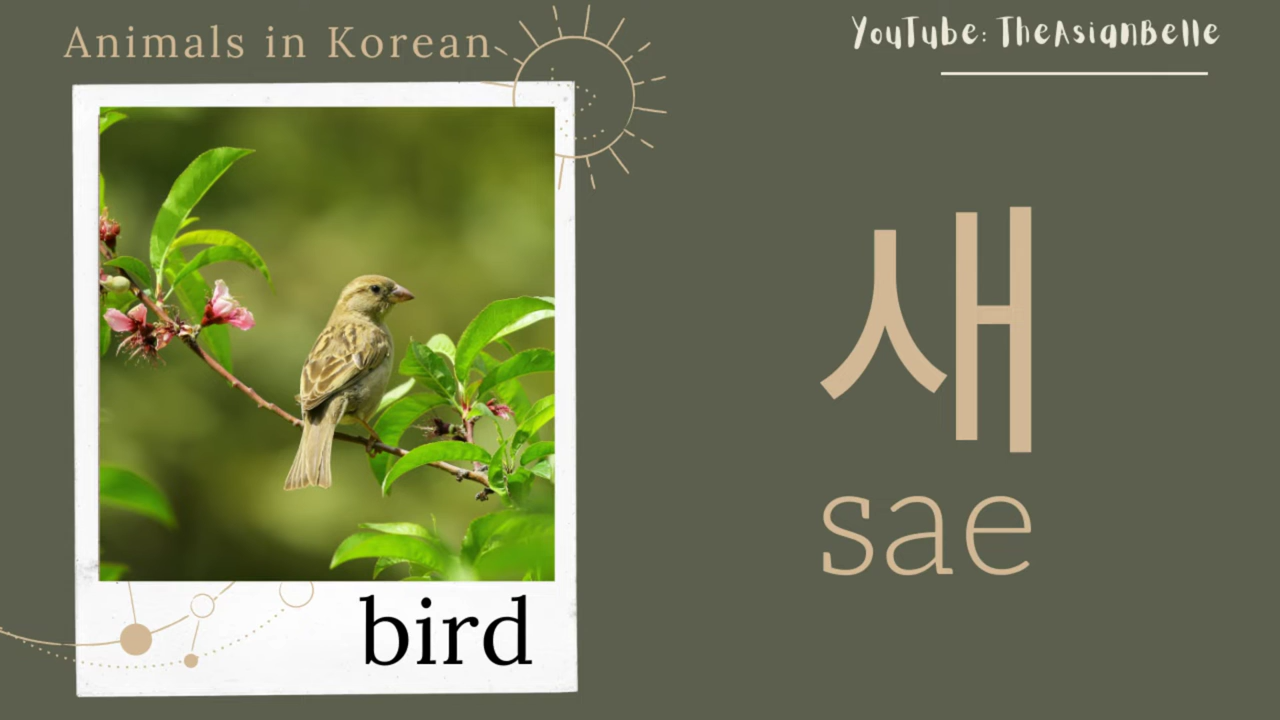 Animals in Korean
YouTube: TheAsianBelle
새
sae
bird